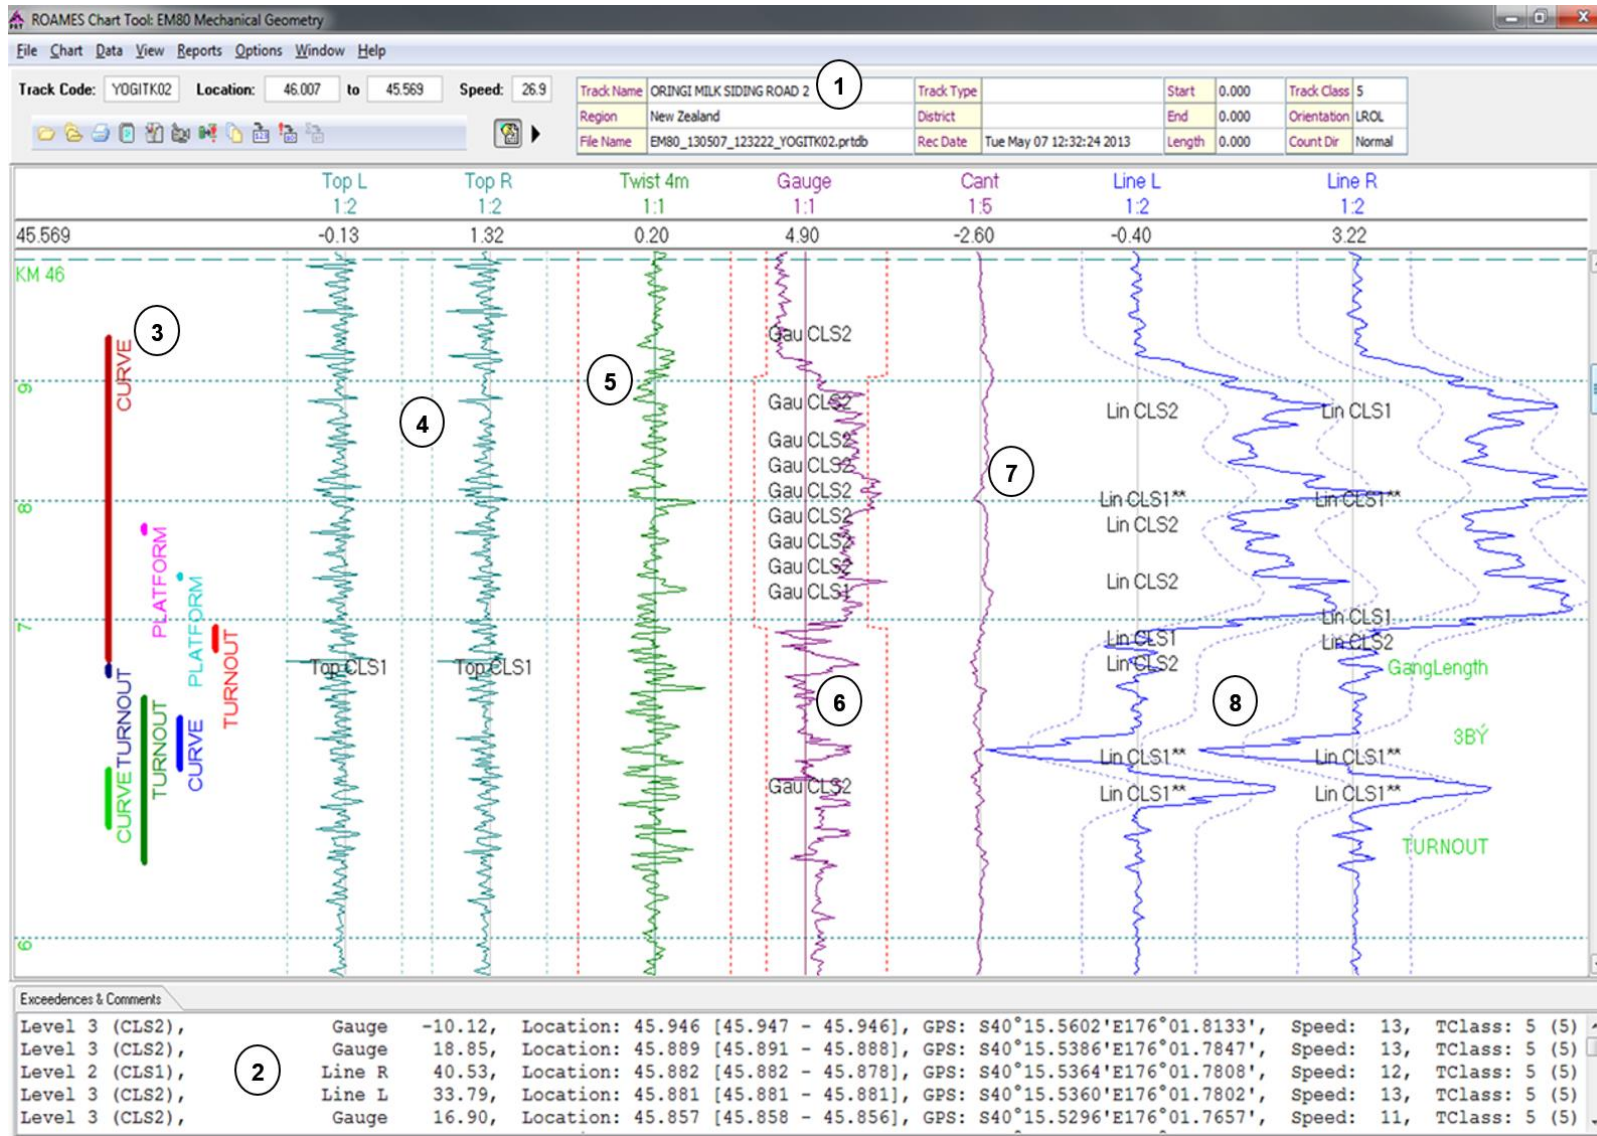 ROAMES Chart Tool: EM80 Mechanical Geometry
File Chart Data View Reports Options Window Help
Track Code: YOGITK02 Location: 46.007 to 45.569 Speed: 26.9
Track Name ORINGI MILK SIDING ROAD 2 Track Type Start 0.000 Track Class 5
Region New Zealand District End 0.000 Orientation LROL
File Name EM80_130507_123222_YOGITK02.prtdb Rec Date Tue May 07 12:32:24 2013 Length 0.000 Count Dir Normal
1
Top L Top R Twist 4m Gauge Cant Line L Line R
1:2 1:2 1:1 1:1 1:5 1:2 1:2
45.569 -0.13 1.32 0.20 4.90 -2.60 -0.40 3.22
KM 46
3
Gau CLS2
CURVE
9
5
Gau CLS2 Lin CLS2 Lin CLS1
4
Gau CLS2
Gau CLS2
7
Gau CLS2
8
Lin CLS1** Lin CLS1**
Gau CLS2
Lin CLS2
PLATFORM
Gau CLS2
Gau CLS2
Lin CLS2
Gau CLS1
PLATFORM
7
Lin CLS1
TURNOUT
Lin CLS1 Lin CLS2
Top CLS1 Top CLS1 Lin CLS2 GangLength
TURNOUT
6
8
TURNOUT
CURVE
3BÝ
Lin CLS1** Lin CLS1**
Gau CLS2
Lin CLS1** Lin CLS1**
CURVE
TURNOUT
6
Exceedences & Comments
Level 3 (CLS2), Gauge -10.12, Location: 45.946 [45.947 - 45.946], GPS: S40°15.5602'E176°01.8133', Speed: 13, TClass: 5 (5)
Level 3 (CLS2), Gauge 18.85, Location: 45.889 [45.891 - 45.888], GPS: S40°15.5386'E176°01.7847', Speed: 13, TClass: 5 (5)
Level 2 (CLS1), Line R 40.53, Location: 45.882 [45.882 - 45.878], GPS: S40°15.5364'E176°01.7808', Speed: 12, TClass: 5 (5)
2
Level 3 (CLS2), Line L 33.79, Location: 45.881 [45.881 - 45.881], GPS: S40°15.5360'E176°01.7802', Speed: 13, TClass: 5 (5)
Level 3 (CLS2), Gauge 16.90, Location: 45.857 [45.858 - 45.856], GPS: S40°15.5296'E176°01.7657', Speed: 11, TClass: 5 (5)